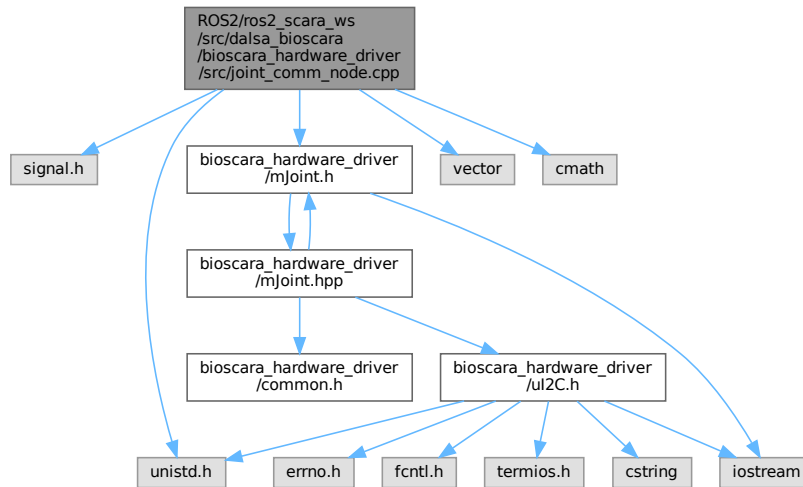 ROS2/ros2_scara_ws
/src/dalsa_bioscara
/bioscara_hardware_driver
/src/joint_comm_node.cpp
signal.h
bioscara_hardware_driver
/mJoint.h
vector
cmath
bioscara_hardware_driver
/mJoint.hpp
bioscara_hardware_driver
/common.h
bioscara_hardware_driver
/uI2C.h
unistd.h
errno.h
fcntl.h
termios.h
cstring
iostream